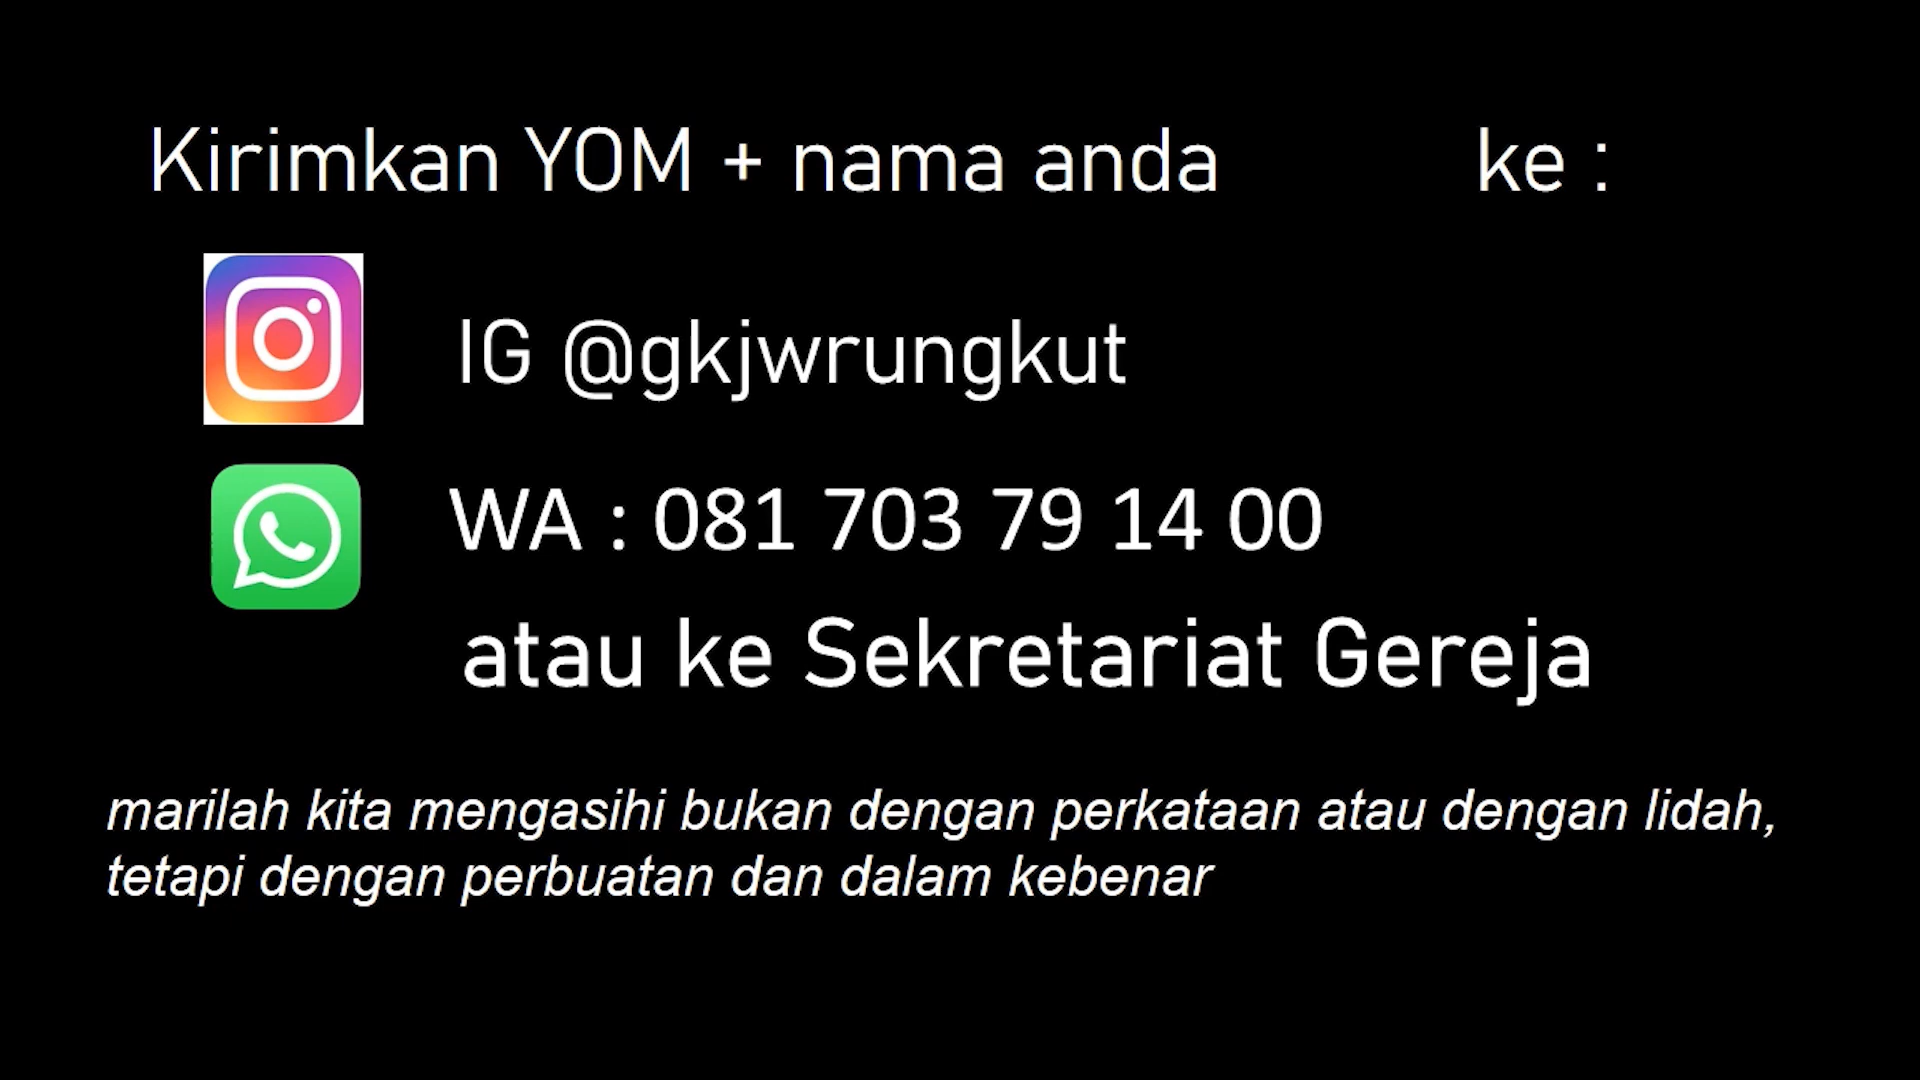 Kirimkan YOM + nama anda ke :
IG @gkjwrungkut
WA : 081 703 79 14 00
atau ke Sekretariat Gereja
marilah kita mengasihi bukan dengan perkataan atau dengan lidah,
tetapi dengan perbuatan dan dalam kebenar